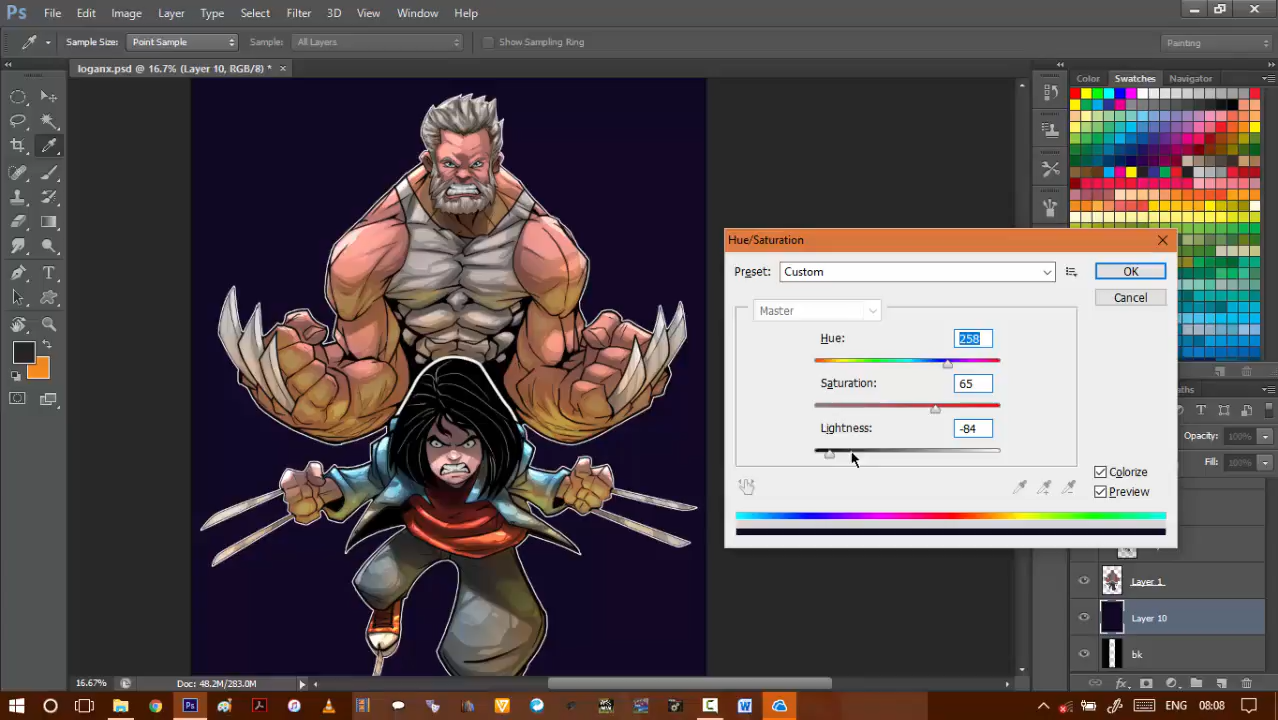 Ps File Edit Image Layer Type Select Filter 3D View Window Help
Sample Size: Point Sample Sample: All Layers Show Sampling Ring Painting
loganx.psd @ 16.7% (Layer 10, RGB/8) * ×
Color Swatches Navigator
Hue/Saturation
Preset: Custom OK
Cancel
Master
Hue: 258
Saturation: 65
Lightness: -84
Colorize
Preview
Opacity: 100%
Fill: 100%
Layer 1
Layer 10
bk
16.67% Doc: 48.2M/283.0M
ENG 08:08